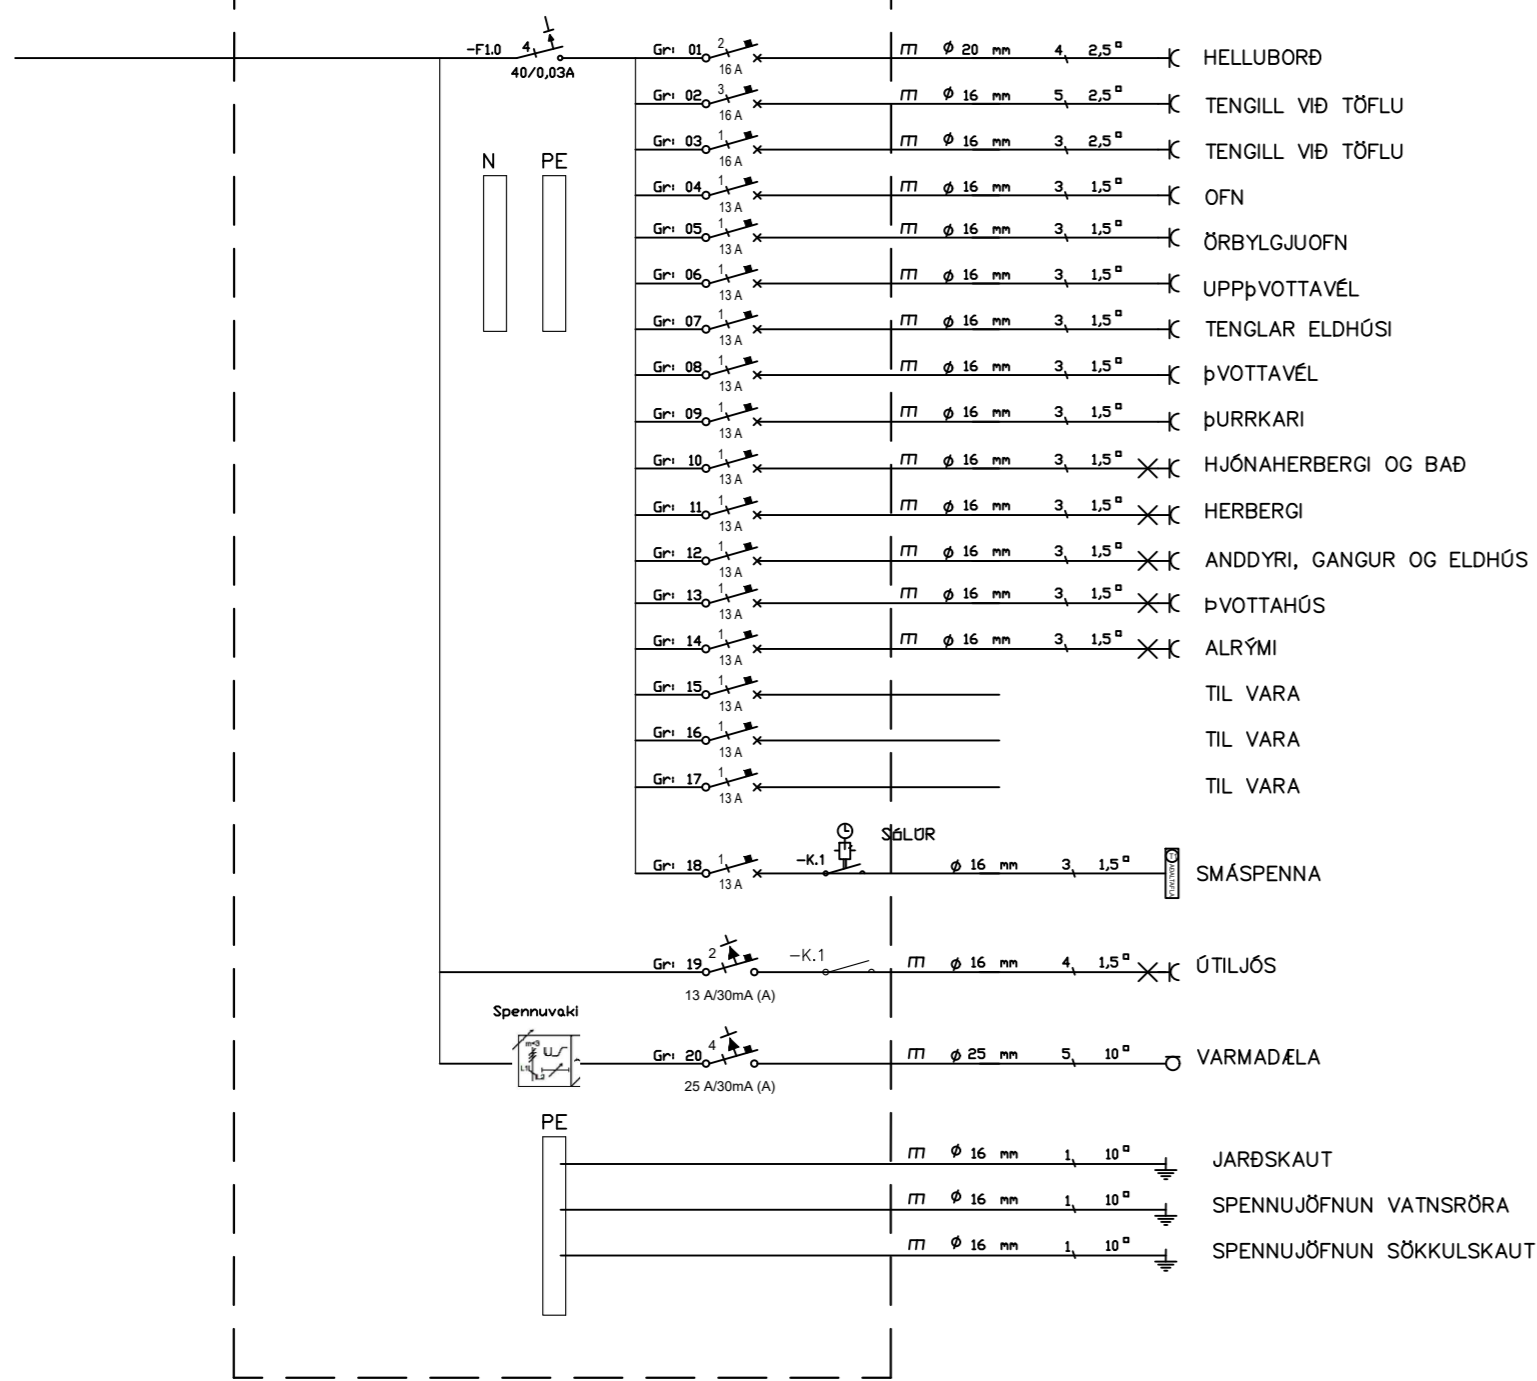 -F1.0 4 40/0,03A
N PE
Gr: 01 2 16 A ϕ 20 mm 4 2,5 HELLUBORÐ
Gr: 02 3 16 A ϕ 16 mm 5 2,5 TENGILL VIÐ TÖFLU
Gr: 03 1 16 A ϕ 16 mm 3 2,5 TENGILL VIÐ TÖFLU
Gr: 04 1 13 A ϕ 16 mm 3 1,5 OFN
Gr: 05 1 13 A ϕ 16 mm 3 1,5 ÖRBYLGJUOFN
Gr: 06 1 13 A ϕ 16 mm 3 1,5 UPPþVOTTAVÉL
Gr: 07 1 13 A ϕ 16 mm 3 1,5 TENGLAR ELDHÚSI
Gr: 08 1 13 A ϕ 16 mm 3 1,5 þVOTTAVÉL
Gr: 09 1 13 A ϕ 16 mm 3 1,5 þURRKARI
Gr: 10 1 13 A ϕ 16 mm 3 1,5 HJÓNAHERBERGI OG BAÐ
Gr: 11 1 13 A ϕ 16 mm 3 1,5 HERBERGI
Gr: 12 1 13 A ϕ 16 mm 3 1,5 ANDDYRI, GANGUR OG ELDHÚS
Gr: 13 1 13 A ϕ 16 mm 3 1,5 ÞVOTTAHÚS
Gr: 14 1 13 A ϕ 16 mm 3 1,5 ALRÝMI
Gr: 15 1 13 A TIL VARA
Gr: 16 1 13 A TIL VARA
Gr: 17 1 13 A TIL VARA
SóLÚR
Gr: 18 1 13 A -K.1 ϕ 16 mm 3 1,5 SMÁSPENNA
Gr: 19 2 13 A/30mA (A) -K.1 ϕ 16 mm 4 1,5 ÚTILJÓS
Spennuvaki
Gr: 20 4 25 A/30mA (A) ϕ 25 mm 5 10 VARMADÆLA
PE
ϕ 16 mm 1 10 JARÐSKAUT
ϕ 16 mm 1 10 SPENNUJÖFNUN VATNSRÖRA
ϕ 16 mm 1 10 SPENNUJÖFNUN SÖKKULSKAUT